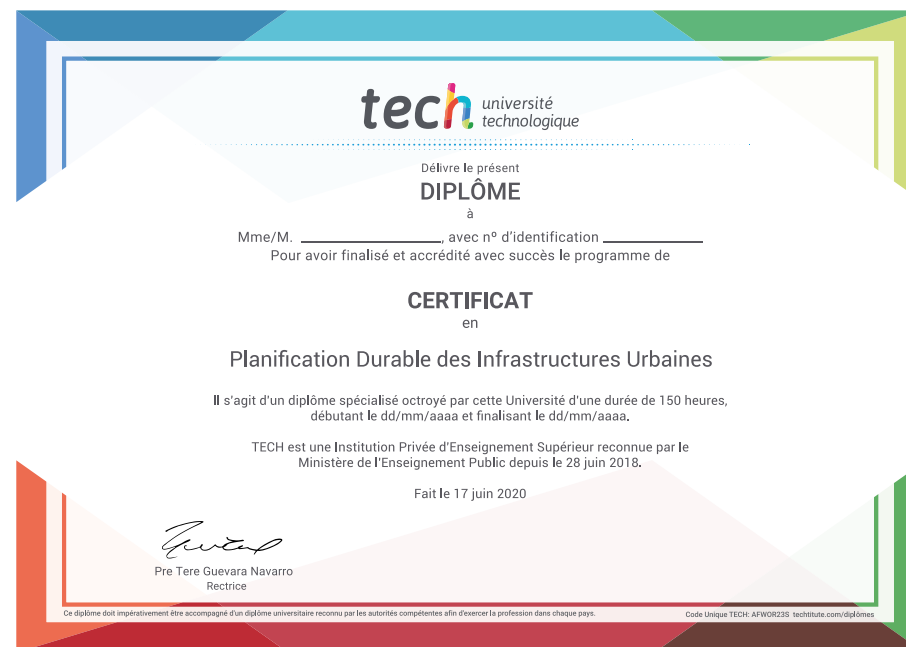 tech université
technologique
Délivre le présent
DIPLÔME
à
Mme/M. ____________________, avec nº d'identification ______________
Pour avoir finalisé et accrédité avec succès le programme de
CERTIFICAT
en
Planification Durable des Infrastructures Urbaines
Il s'agit d'un diplôme spécialisé octroyé par cette Université d'une durée de 150 heures,
débutant le dd/mm/aaaa et finalisant le dd/mm/aaaa.
TECH est une Institution Privée d'Enseignement Supérieur reconnue par le
Ministère de l'Enseignement Public depuis le 28 juin 2018.
Fait le 17 juin 2020
Pre Tere Guevara Navarro
Rectrice
Ce diplôme doit impérativement être accompagné d'un diplôme universitaire reconnu par les autorités compétentes afin d'exercer la profession dans chaque pays.
Code Unique TECH: AFWOR23S techtitute.com/diplômes